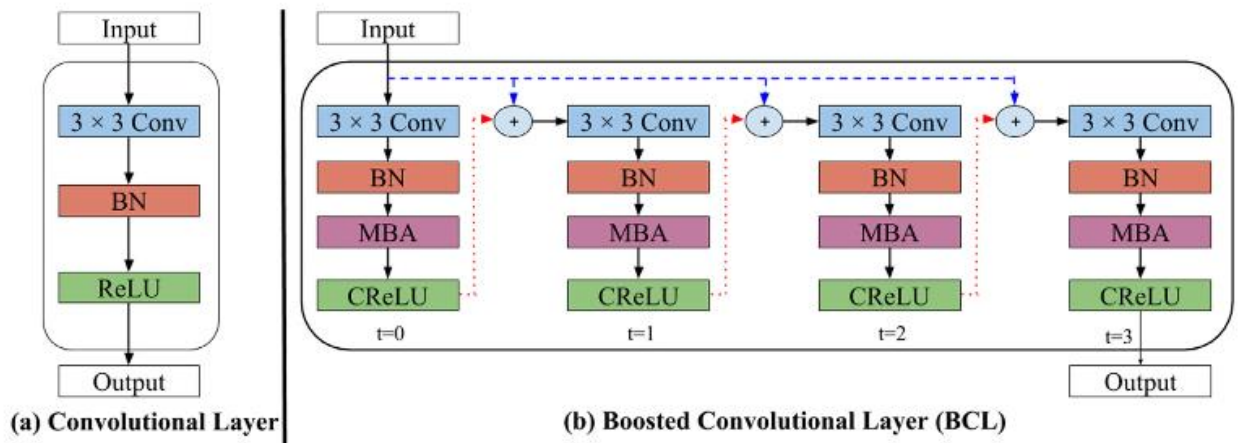 Input
3 × 3 Conv
BN
ReLU
Output
(a) Convolutional Layer
Input
3 × 3 Conv
BN
MBA
CReLU
t=0
+
3 × 3 Conv
BN
MBA
CReLU
t=1
+
3 × 3 Conv
BN
MBA
CReLU
t=2
+
3 × 3 Conv
BN
MBA
CReLU
t=3
Output
(b) Boosted Convolutional Layer (BCL)